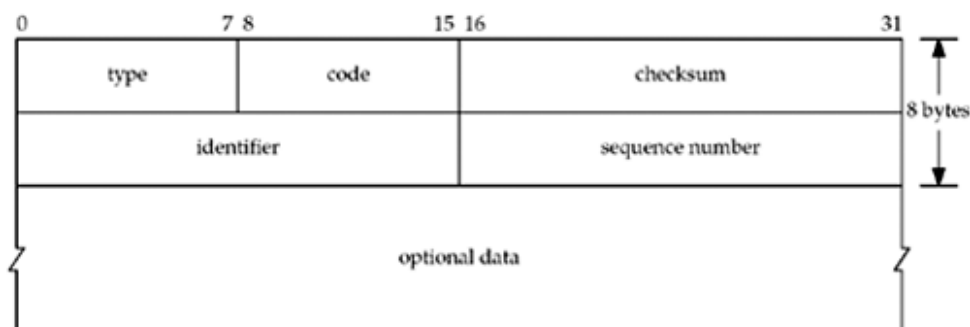 0 7 8 15 16 31
type code checksum
8 bytes
identifier sequence number
optional data